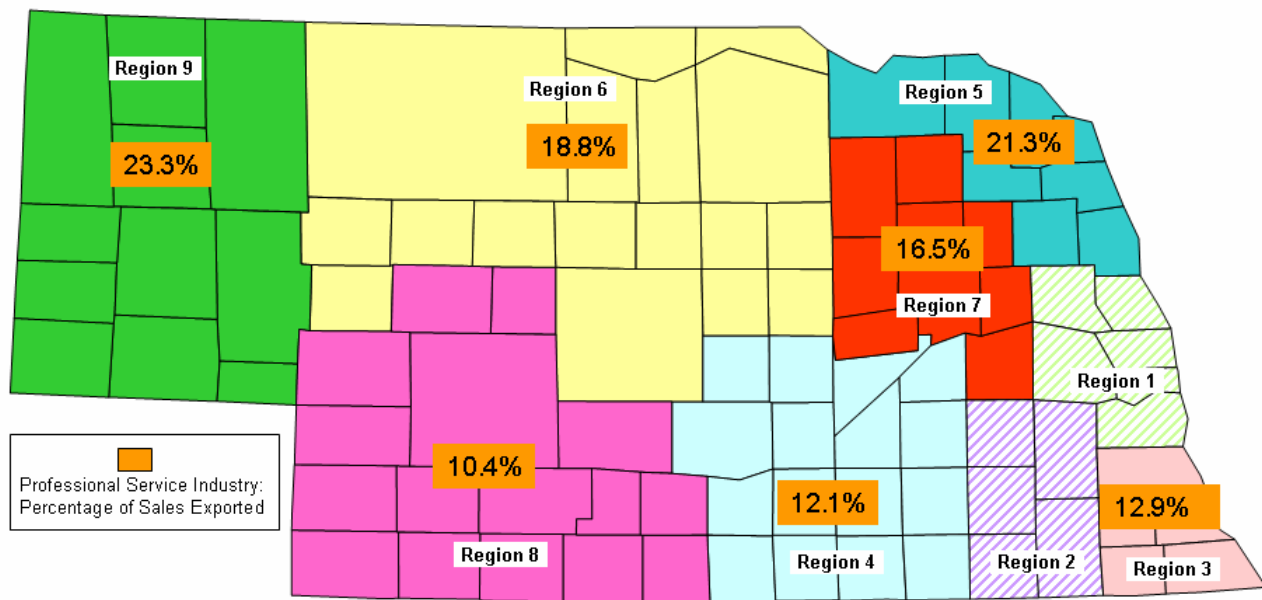 Region 9
23.3%
Region 6
18.8%
Region 5
21.3%
16.5%
Region 7
Region 1
10.4%
Region 8
12.1%
Region 4
Region 2
12.9%
Region 3
Professional Service Industry:
Percentage of Sales Exported